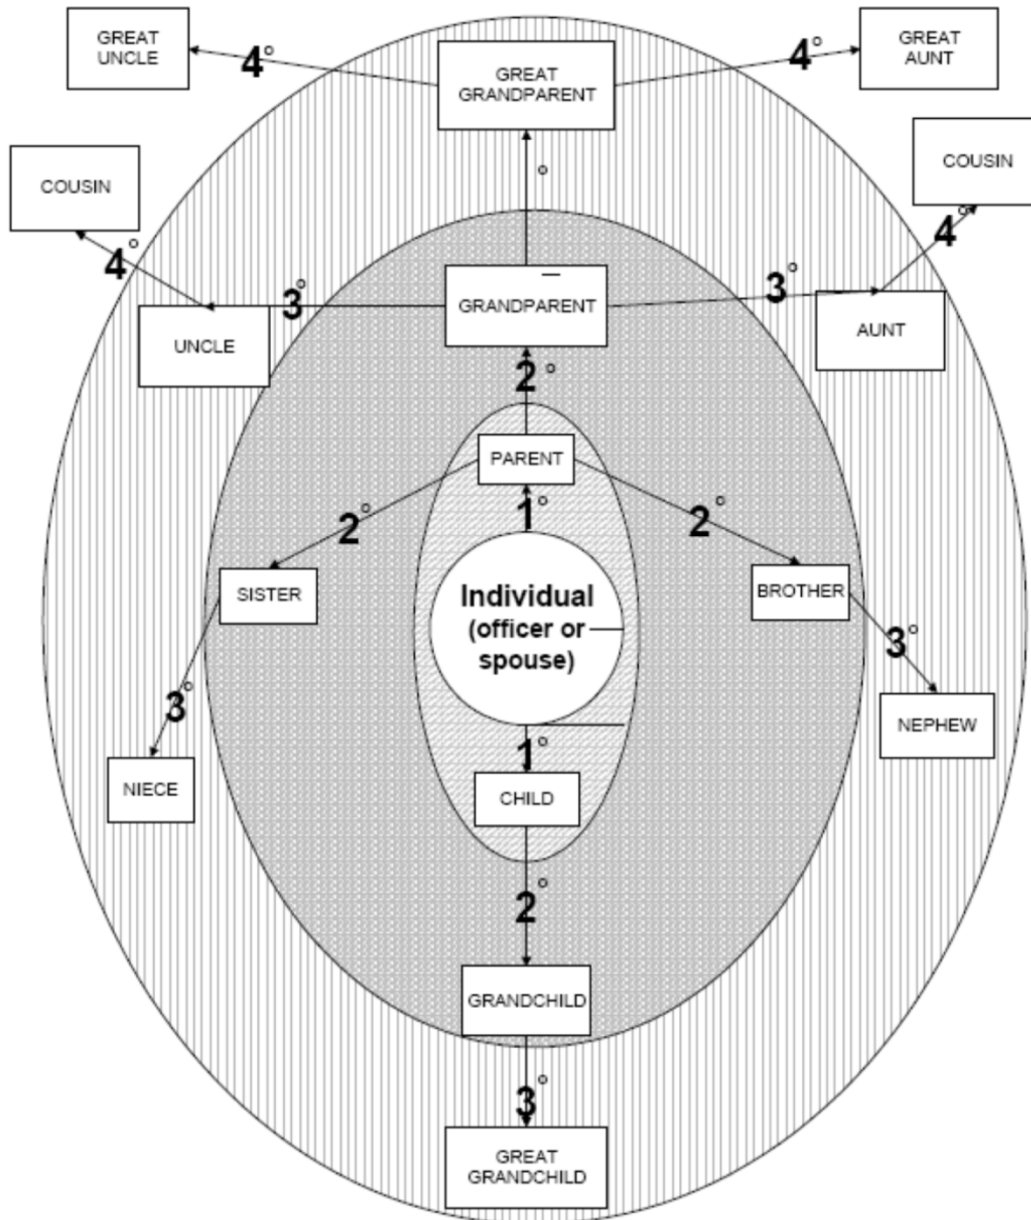 GREAT
UNCLE
4°
GREAT
GRANDPARENT
4°
GREAT
AUNT
COUSIN
°
COUSIN
4°
4°
3°
GRANDPARENT
3°
UNCLE
AUNT
2°
PARENT
1°
2°
2°
SISTER
Individual
(officer or
spouse)
BROTHER
3°
3°
NIECE
1°
NEPHEW
CHILD
2°
GRANDCHILD
3°
GREAT
GRANDCHILD